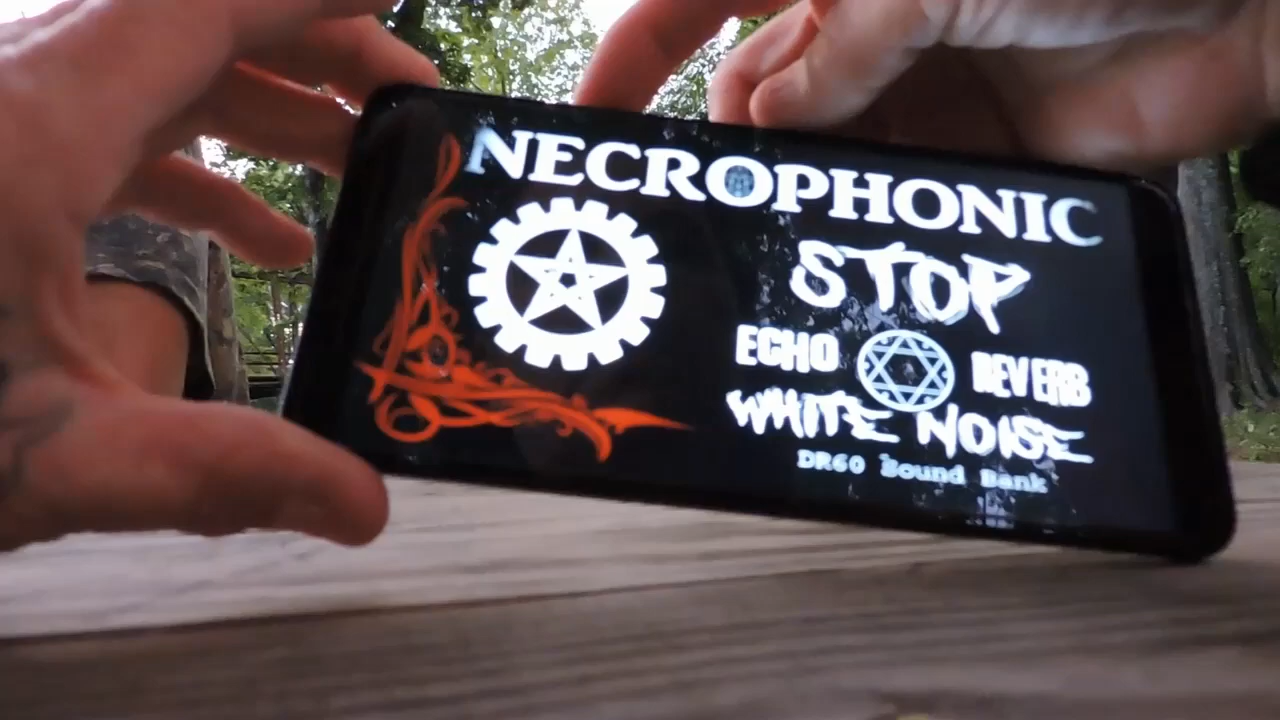 NECROPHONIC
STOP
ECHO REVERB
WHITE NOISE
DR60 Sound Bank